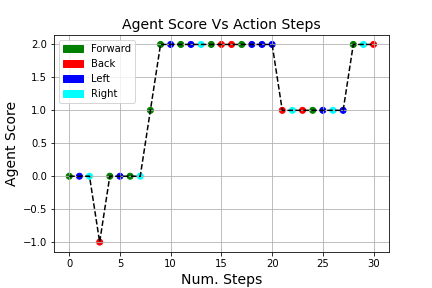 Agent Score Vs Action Steps
Agent Score
2.0
1.5
1.0
0.5
0.0
−0.5
−1.0
Forward
Back
Left
Right
0 5 10 15 20 25 30
Num. Steps